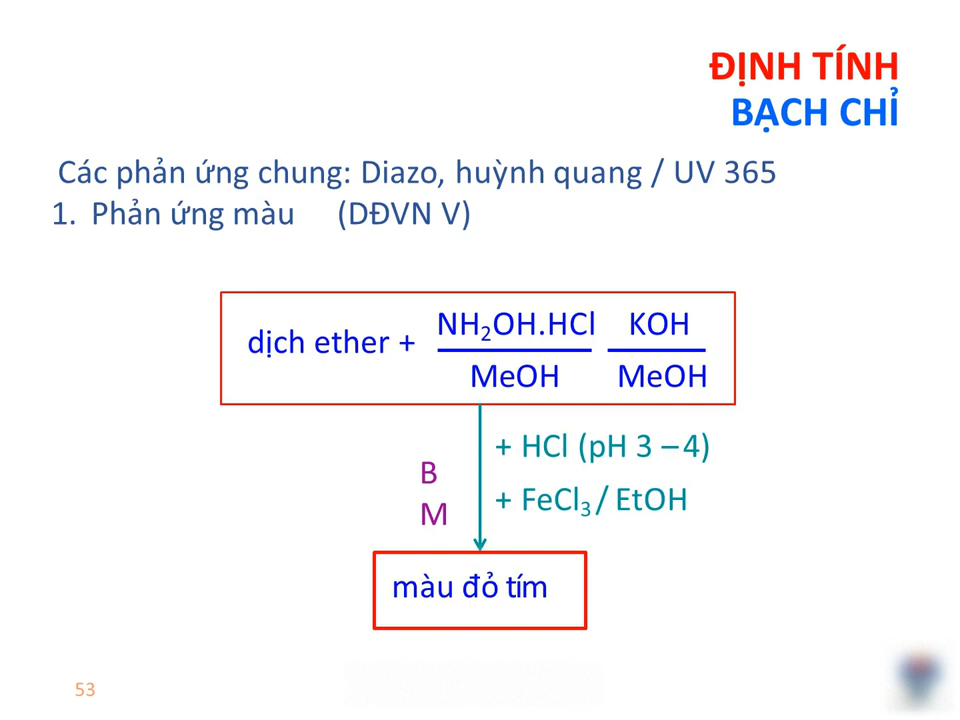 ĐỊNH TÍNH
BẠCH CHỈ
Các phản ứng chung: Diazo, huỳnh quang / UV 365
1. Phản ứng màu (DĐVN V)
dịch ether +
NH₂OH.HCl KOH
MeOH MeOH
+ HCl (pH 3 – 4)
B
M
+ FeCl₃ / EtOH
màu đỏ tím
53